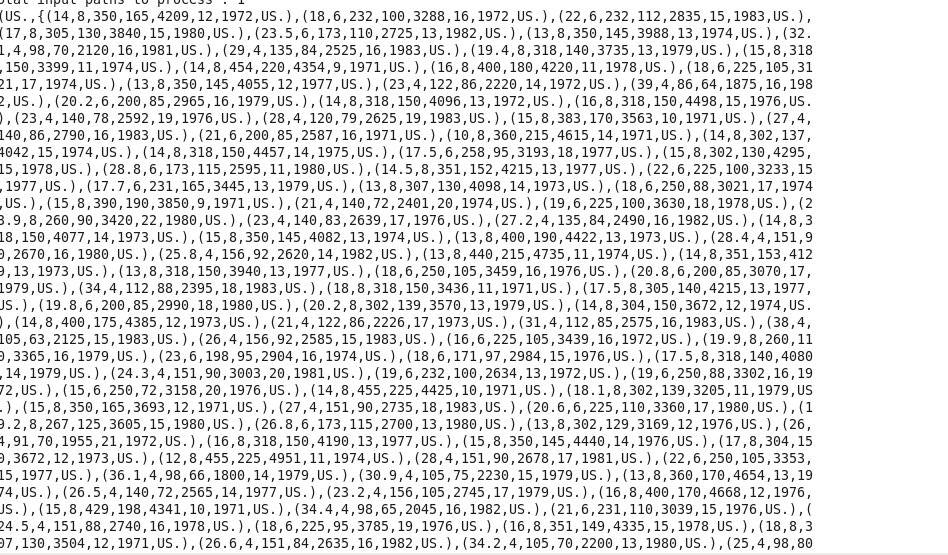 total input paths to process : 1
(US.,{(14,8,350,165,4209,12,1972,US.),(18,6,232,100,3288,16,1972,US.),(22,6,232,112,2835,15,1983,US.),
(17,8,305,130,3840,15,1980,US.),(23.5,6,173,110,2725,13,1982,US.),(13,8,350,145,3988,13,1974,US.),(32.
1,4,98,70,2120,16,1981,US.),(29,4,135,84,2525,16,1983,US.),(19.4,8,318,140,3735,13,1979,US.),(15,8,318
,150,3399,11,1974,US.),(14,8,454,220,4354,9,1971,US.),(16,8,400,180,4220,11,1978,US.),(18,6,225,105,31
21,17,1974,US.),(13,8,350,145,4055,12,1977,US.),(23,4,122,86,2220,14,1972,US.),(39,4,86,64,1875,16,198
2,US.),(20.2,6,200,85,2965,16,1979,US.),(14,8,318,150,4096,13,1972,US.),(16,8,318,150,4498,15,1976,US.
),(23,4,140,78,2592,19,1976,US.),(28,4,120,79,2625,19,1983,US.),(15,8,383,170,3563,10,1971,US.),(27,4,
140,86,2790,16,1983,US.),(21,6,200,85,2587,16,1971,US.),(10,8,360,215,4615,14,1971,US.),(14,8,302,137,
4042,15,1974,US.),(14,8,318,150,4457,14,1975,US.),(17.5,6,258,95,3193,18,1977,US.),(15,8,302,130,4295,
15,1978,US.),(28.8,6,173,115,2595,11,1980,US.),(14.5,8,351,152,4215,13,1977,US.),(22,6,225,100,3233,15
,1977,US.),(17.7,6,231,165,3445,13,1979,US.),(13,8,307,130,4098,14,1973,US.),(18,6,250,88,3021,17,1974
,US.),(15,8,390,190,3850,9,1971,US.),(21,4,140,72,2401,20,1974,US.),(19,6,225,100,3630,18,1978,US.),(2
3.9,8,260,90,3420,22,1980,US.),(23,4,140,83,2639,17,1976,US.),(27.2,4,135,84,2490,16,1982,US.),(14,8,3
18,150,4077,14,1973,US.),(15,8,350,145,4082,13,1974,US.),(13,8,400,190,4422,13,1973,US.),(28.4,4,151,9
0,2670,16,1980,US.),(25.8,4,156,92,2620,14,1982,US.),(13,8,440,215,4735,11,1974,US.),(14,8,351,153,412
9,13,1973,US.),(13,8,318,150,3940,13,1977,US.),(18,6,250,105,3459,16,1976,US.),(20.8,6,200,85,3070,17,
1979,US.),(34,4,112,88,2395,18,1983,US.),(18,8,318,150,3436,11,1971,US.),(17.5,8,305,140,4215,13,1977,
US.),(19.8,6,200,85,2990,18,1980,US.),(20.2,8,302,139,3570,13,1979,US.),(14,8,304,150,3672,12,1974,US.
),(14,8,400,175,4385,12,1973,US.),(21,4,122,86,2226,17,1973,US.),(31,4,112,85,2575,16,1983,US.),(38,4,
105,63,2125,15,1983,US.),(26,4,156,92,2585,15,1983,US.),(16,6,225,105,3439,16,1972,US.),(19.9,8,260,11
0,3365,16,1979,US.),(23,6,198,95,2904,16,1974,US.),(18,6,171,97,2984,15,1976,US.),(17.5,8,318,140,4080
,14,1979,US.),(24.3,4,151,90,3003,20,1981,US.),(19,6,232,100,2634,13,1972,US.),(19,6,250,88,3302,16,19
72,US.),(15,6,250,72,3158,20,1976,US.),(14,8,455,225,4425,10,1971,US.),(18.1,8,302,139,3205,11,1979,US
.),(15,8,350,165,3693,12,1971,US.),(27,4,151,90,2735,18,1983,US.),(20.6,6,225,110,3360,17,1980,US.),(1
9.2,8,267,125,3605,15,1980,US.),(26.8,6,173,115,2700,13,1980,US.),(13,8,302,129,3169,12,1976,US.),(26,
4,91,70,1955,21,1972,US.),(16,8,318,150,4190,13,1977,US.),(15,8,350,145,4440,14,1976,US.),(17,8,304,15
0,3672,12,1973,US.),(12,8,455,225,4951,11,1974,US.),(28,4,151,90,2678,17,1981,US.),(22,6,250,105,3353,
15,1977,US.),(36.1,4,98,66,1800,14,1979,US.),(30.9,4,105,75,2230,15,1979,US.),(13,8,360,170,4654,13,19
74,US.),(26.5,4,140,72,2565,14,1977,US.),(23.2,4,156,105,2745,17,1979,US.),(16,8,400,170,4668,12,1976,
US.),(15,8,429,198,4341,10,1971,US.),(34.4,4,98,65,2045,16,1982,US.),(21,6,231,110,3039,15,1976,US.),(
24.5,4,151,88,2740,16,1978,US.),(18,6,225,95,3785,19,1976,US.),(16,8,351,149,4335,15,1978,US.),(18,8,3
07,130,3504,12,1971,US.),(26.6,4,151,84,2635,16,1982,US.),(34.2,4,105,70,2200,13,1980,US.),(25,4,98,80